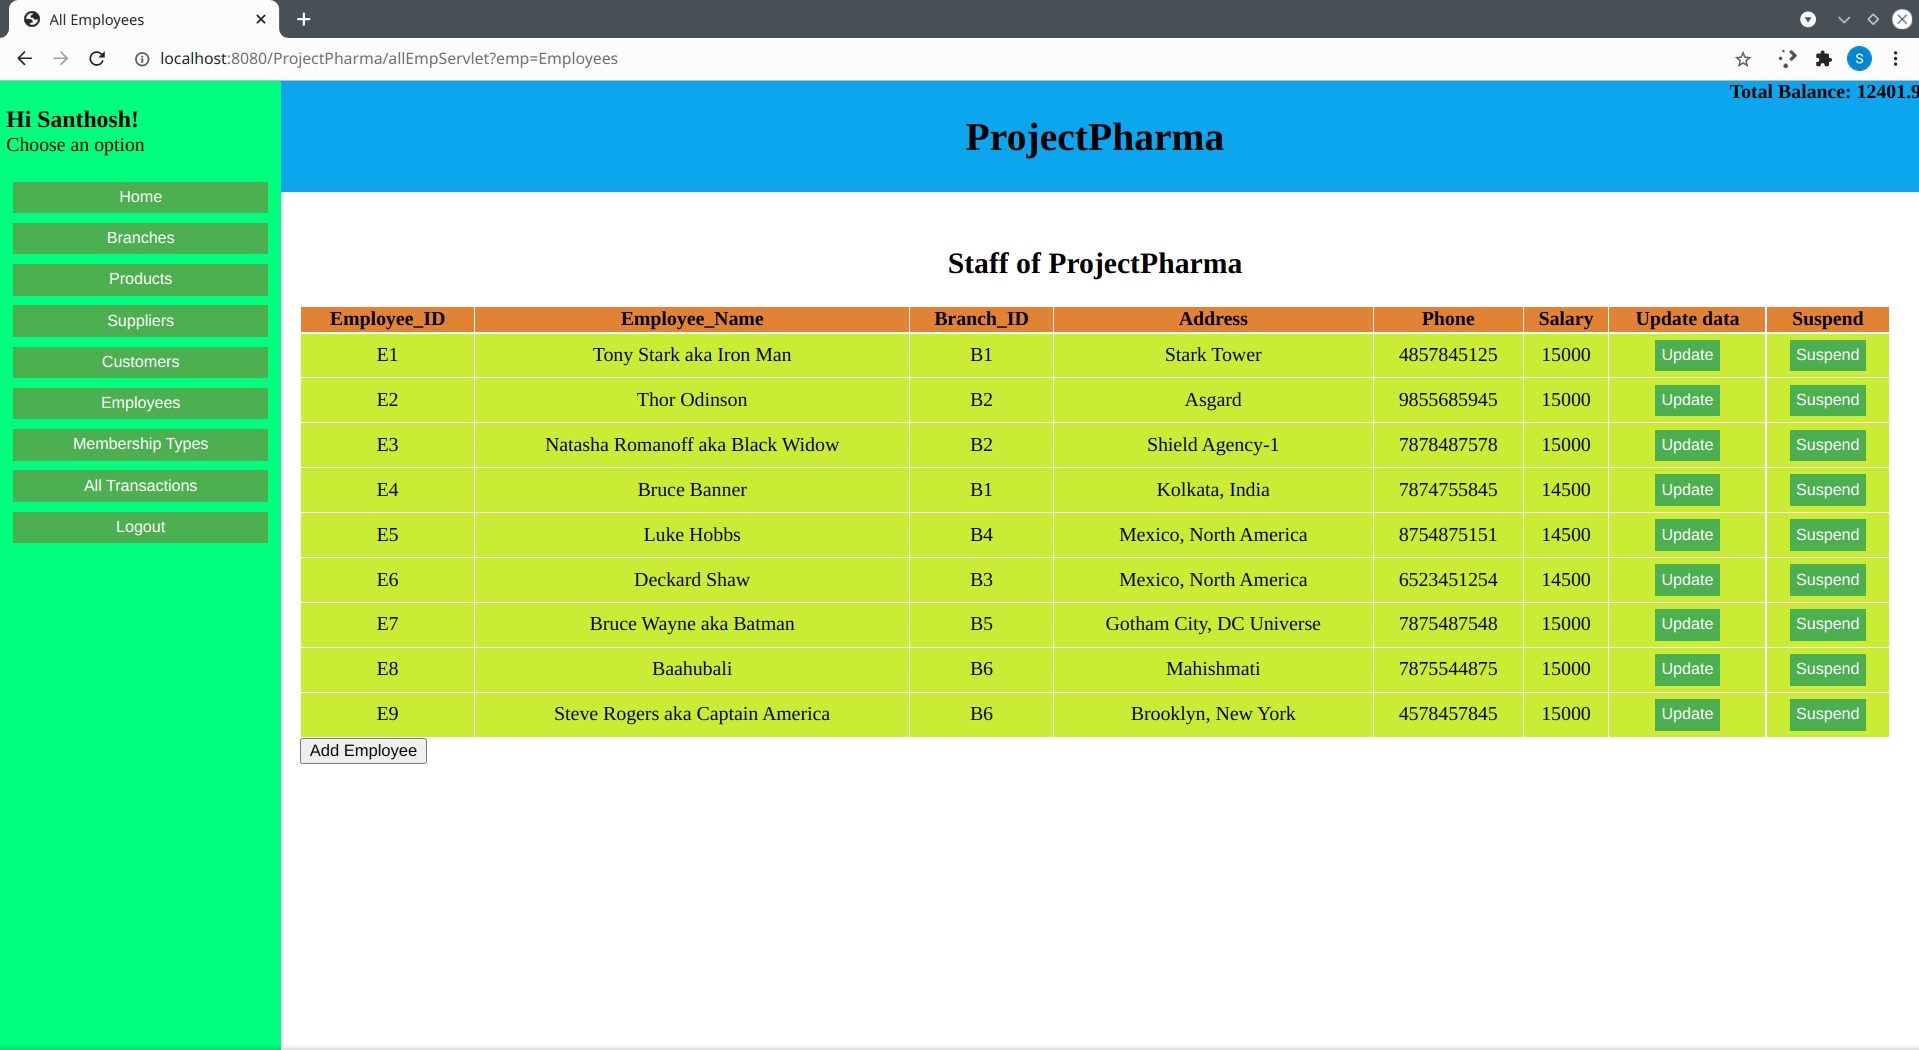 All Employees
localhost:8080/ProjectPharma/allEmpServlet?emp=Employees
S
Hi Santhosh!
Choose an option
Home
Branches
Products
Suppliers
Customers
Employees
Membership Types
All Transactions
Logout
Total Balance: 12401.9
ProjectPharma
Staff of ProjectPharma
Employee_ID Employee_Name Branch_ID Address Phone Salary Update data Suspend
E1 Tony Stark aka Iron Man B1 Stark Tower 4857845125 15000 Update Suspend
E2 Thor Odinson B2 Asgard 9855685945 15000 Update Suspend
E3 Natasha Romanoff aka Black Widow B2 Shield Agency-1 7878487578 15000 Update Suspend
E4 Bruce Banner B1 Kolkata, India 7874755845 14500 Update Suspend
E5 Luke Hobbs B4 Mexico, North America 8754875151 14500 Update Suspend
E6 Deckard Shaw B3 Mexico, North America 6523451254 14500 Update Suspend
E7 Bruce Wayne aka Batman B5 Gotham City, DC Universe 7875487548 15000 Update Suspend
E8 Baahubali B6 Mahishmati 7875544875 15000 Update Suspend
E9 Steve Rogers aka Captain America B6 Brooklyn, New York 4578457845 15000 Update Suspend
Add Employee